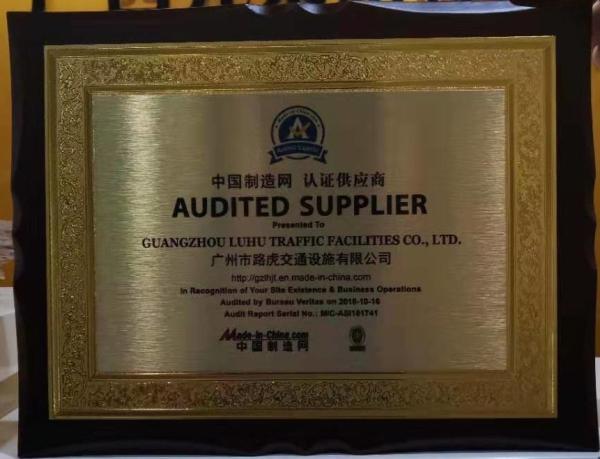 中国制造网 认证供应商
AUDITED SUPPLIER
Presented To
GUANGZHOU LUHU TRAFFIC FACILITIES CO., LTD.
广州市路虎交通设施有限公司
http://gzlhjt.en.made-in-china.com
In Recognition of Your Site Existence & Business Operations
Audited by Bureau Veritas on 2018-10-16
Audit Report Serial No.: MIC-ASI181741
Made-in-China.com
中国制造网